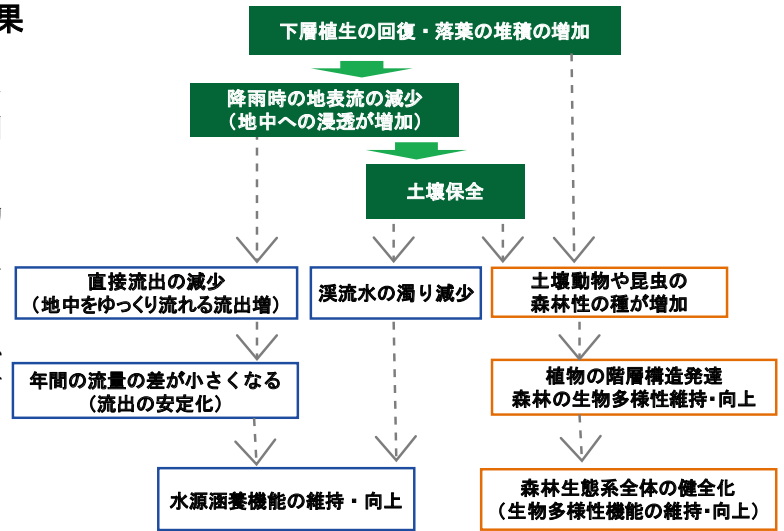 果
下層植生の回復・落葉の堆積の増加
降雨時の地表流の減少
（地中への浸透が増加）
土壌保全
直接流出の減少
（地中をゆっくり流れる流出増）
渓流水の濁り減少
土壌動物や昆虫の
森林性の種が増加
年間の流量の差が小さくなる
（流出の安定化）
植物の階層構造発達
森林の生物多様性維持・向上
水源涵養機能の維持・向上
森林生態系全体の健全化
（生物多様性機能の維持・向上）